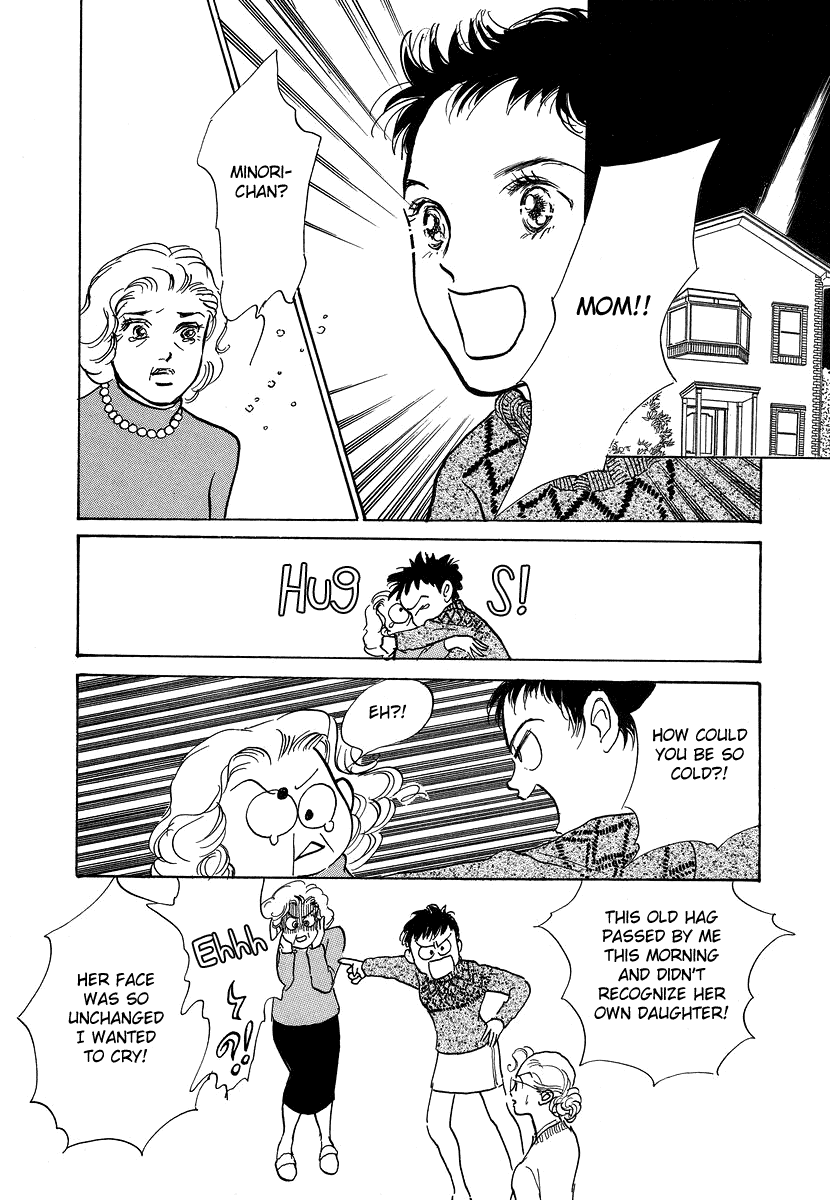 MOM!!
MINORI-
CHAN?
HUGS!
HOW COULD
YOU BE SO
COLD?!
EH?!
THIS OLD HAG
PASSED BY ME
THIS MORNING
AND DIDN'T
RECOGNIZE HER
OWN DAUGHTER!
Ehhh
?!
HER FACE
WAS SO
UNCHANGED
I WANTED
TO CRY!